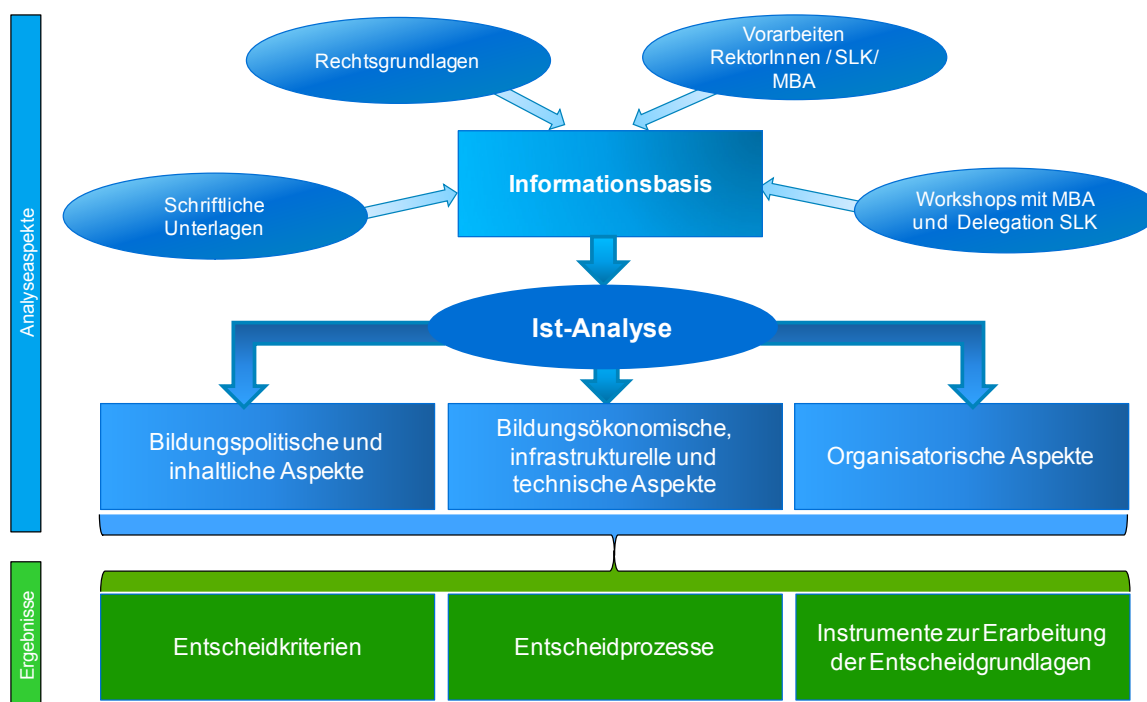 Analyseaspekte
Rechtsgrundlagen
Vorarbeiten
RektorInnen / SLK/
MBA
Schriftliche
Unterlagen
Informationsbasis
Workshops mit MBA
und Delegation SLK
Ist-Analyse
Bildungspolitische und
inhaltliche Aspekte
Bildungsökonomische,
infrastrukturelle und
technische Aspekte
Organisatorische Aspekte
Ergebnisse
Entscheidkriterien
Entscheidprozesse
Instrumente zur Erarbeitung
der Entscheidgrundlagen